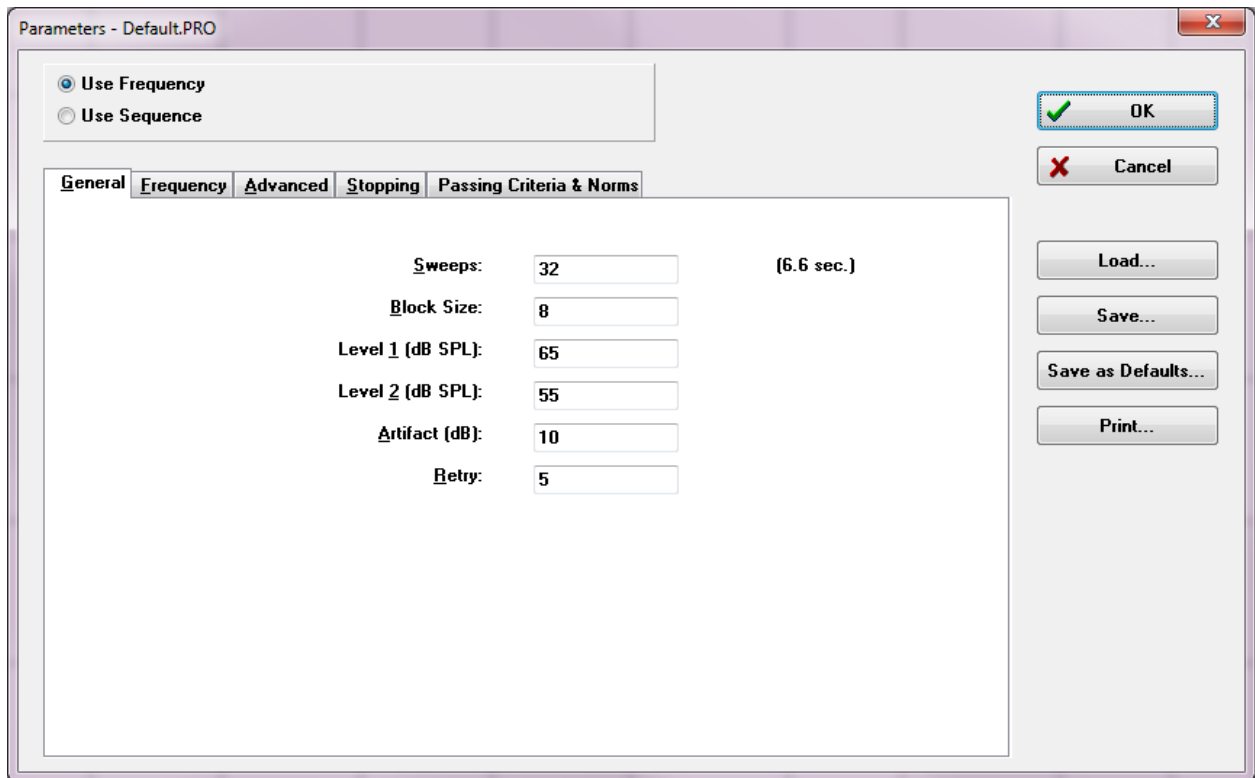 Parameters - Default.PRO
Use Frequency
Use Sequence
OK
Cancel
General Frequency Advanced Stopping Passing Criteria & Norms
Sweeps: 32 (6.6 sec.)
Block Size: 8
Level 1 (dB SPL): 65
Level 2 (dB SPL): 55
Artifact (dB): 10
Retry: 5
Load...
Save...
Save as Defaults...
Print...